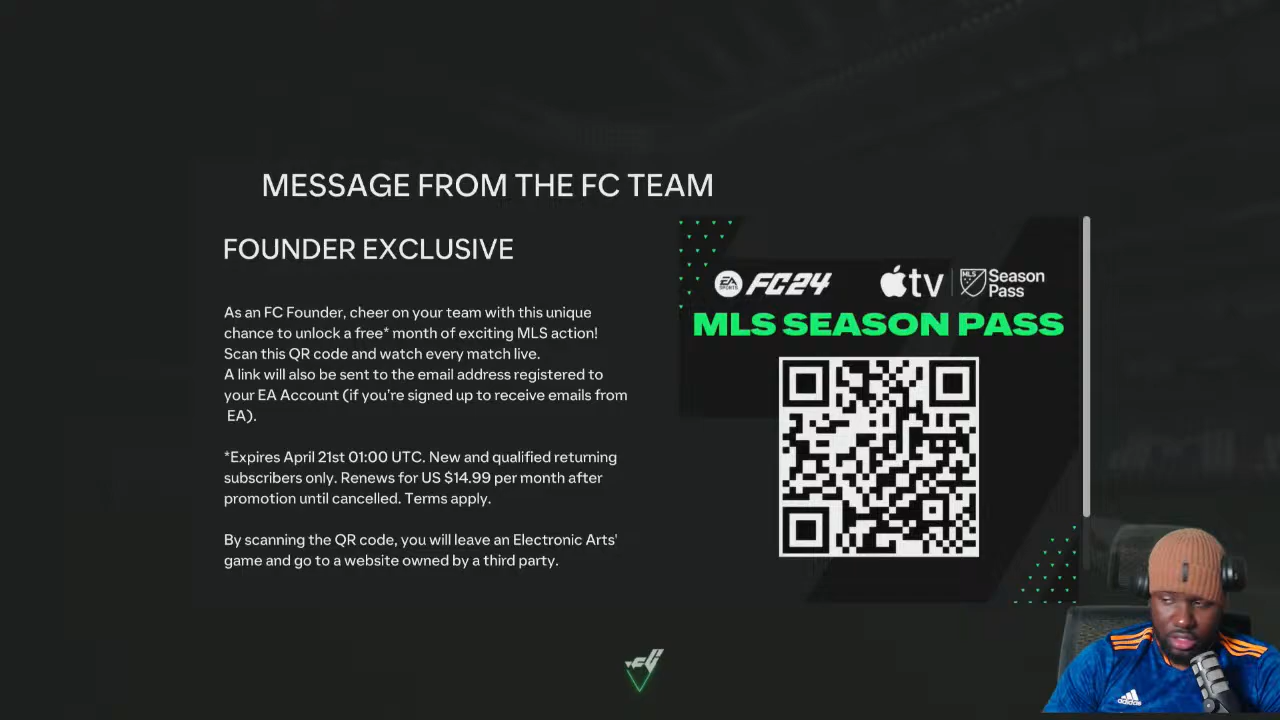 MESSAGE FROM THE FC TEAM
FOUNDER EXCLUSIVE
As an FC Founder, cheer on your team with this unique
chance to unlock a free* month of exciting MLS action!
Scan this QR code and watch every match live.
A link will also be sent to the email address registered to
your EA Account (if you're signed up to receive emails from
EA).
*Expires April 21st 01:00 UTC. New and qualified returning
subscribers only. Renews for US $14.99 per month after
promotion until cancelled. Terms apply.
By scanning the QR code, you will leave an Electronic Arts'
game and go to a website owned by a third party.
EA SPORTS FC24
tv MLS Season
Pass
MLS SEASON PASS
adidas